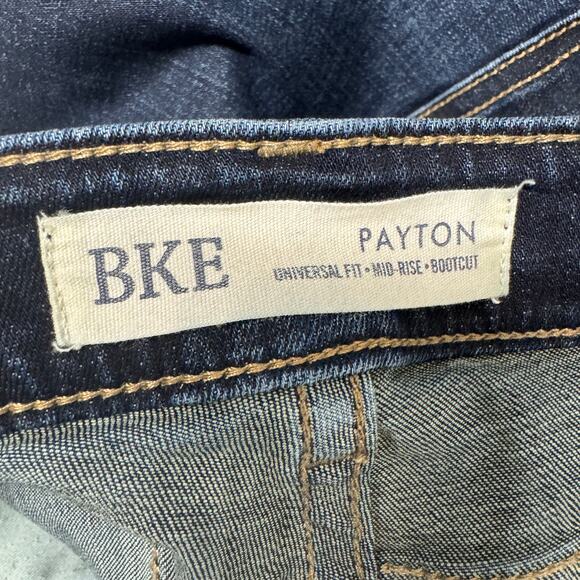 BKE
PAYTON
UNIVERSAL FIT • MID-RISE • BOOTCUT